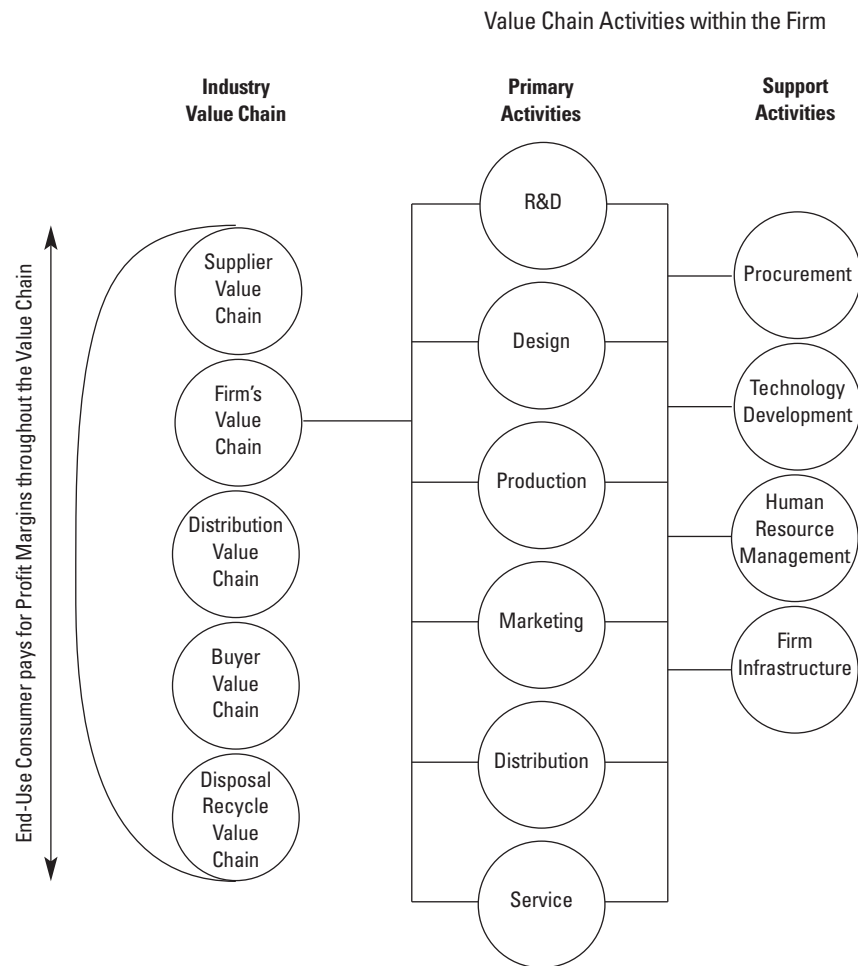 Value Chain Activities within the Firm
Industry
Value Chain
Primary
Activities
Support
Activities
End-Use Consumer pays for Profit Margins throughout the Value Chain
Supplier
Value
Chain
Firm's
Value
Chain
Distribution
Value
Chain
Buyer
Value
Chain
Disposal
Recycle
Value
Chain
R&D
Design
Production
Marketing
Distribution
Service
Procurement
Technology
Development
Human
Resource
Management
Firm
Infrastructure